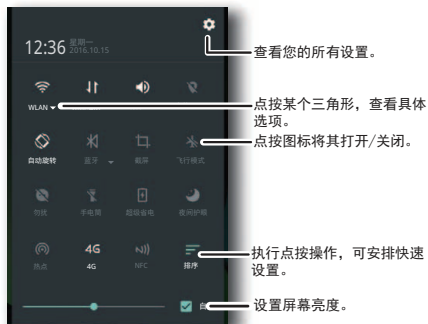 12:36 星期一
2016.10.15
查看您的所有设置。
WLAN
点按某个三角形，查看具体
选项。
自动旋转 蓝牙 截屏 飞行模式
点按图标将其打开/关闭。
勿扰 手电筒 超级省电 夜间护眼
4G
热点 4G NFC 排序
执行点按操作，可安排快速
设置。
设置屏幕亮度。